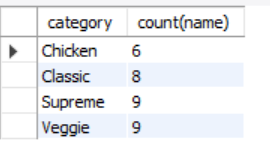 category count(name)
Chicken 6
Classic 8
Supreme 9
Veggie 9